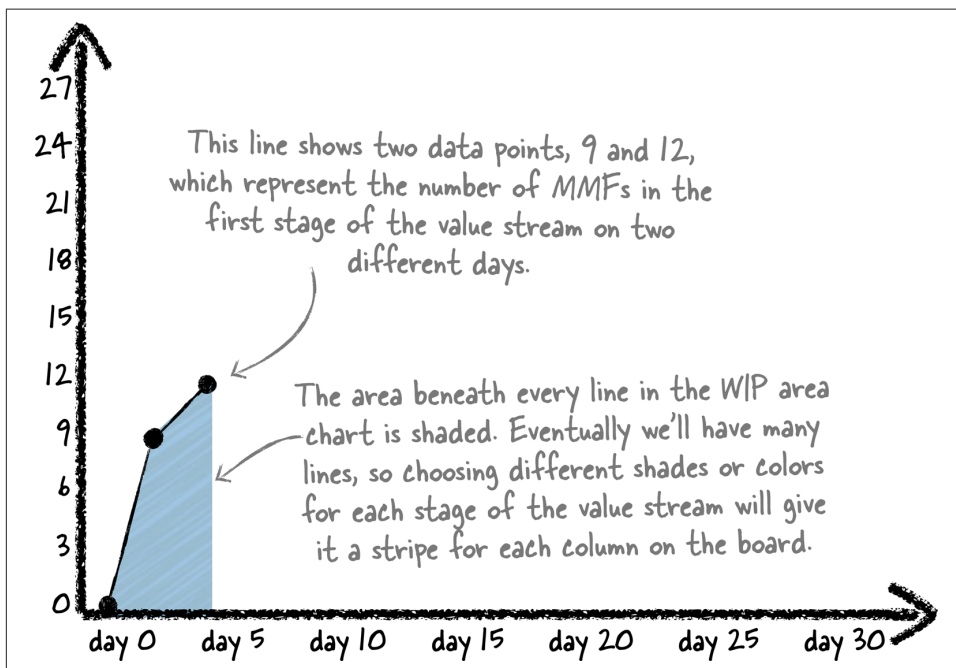 27
24
21
18
15
12
9
6
3
0
This line shows two data points, 9 and 12,
which represent the number of MMFs in the
first stage of the value stream on two
different days.
The area beneath every line in the WIP area
chart is shaded. Eventually we'll have many
lines, so choosing different shades or colors
for each stage of the value stream will give
it a stripe for each column on the board.
day 0 day 5 day 10 day 15 day 20 day 25 day 30